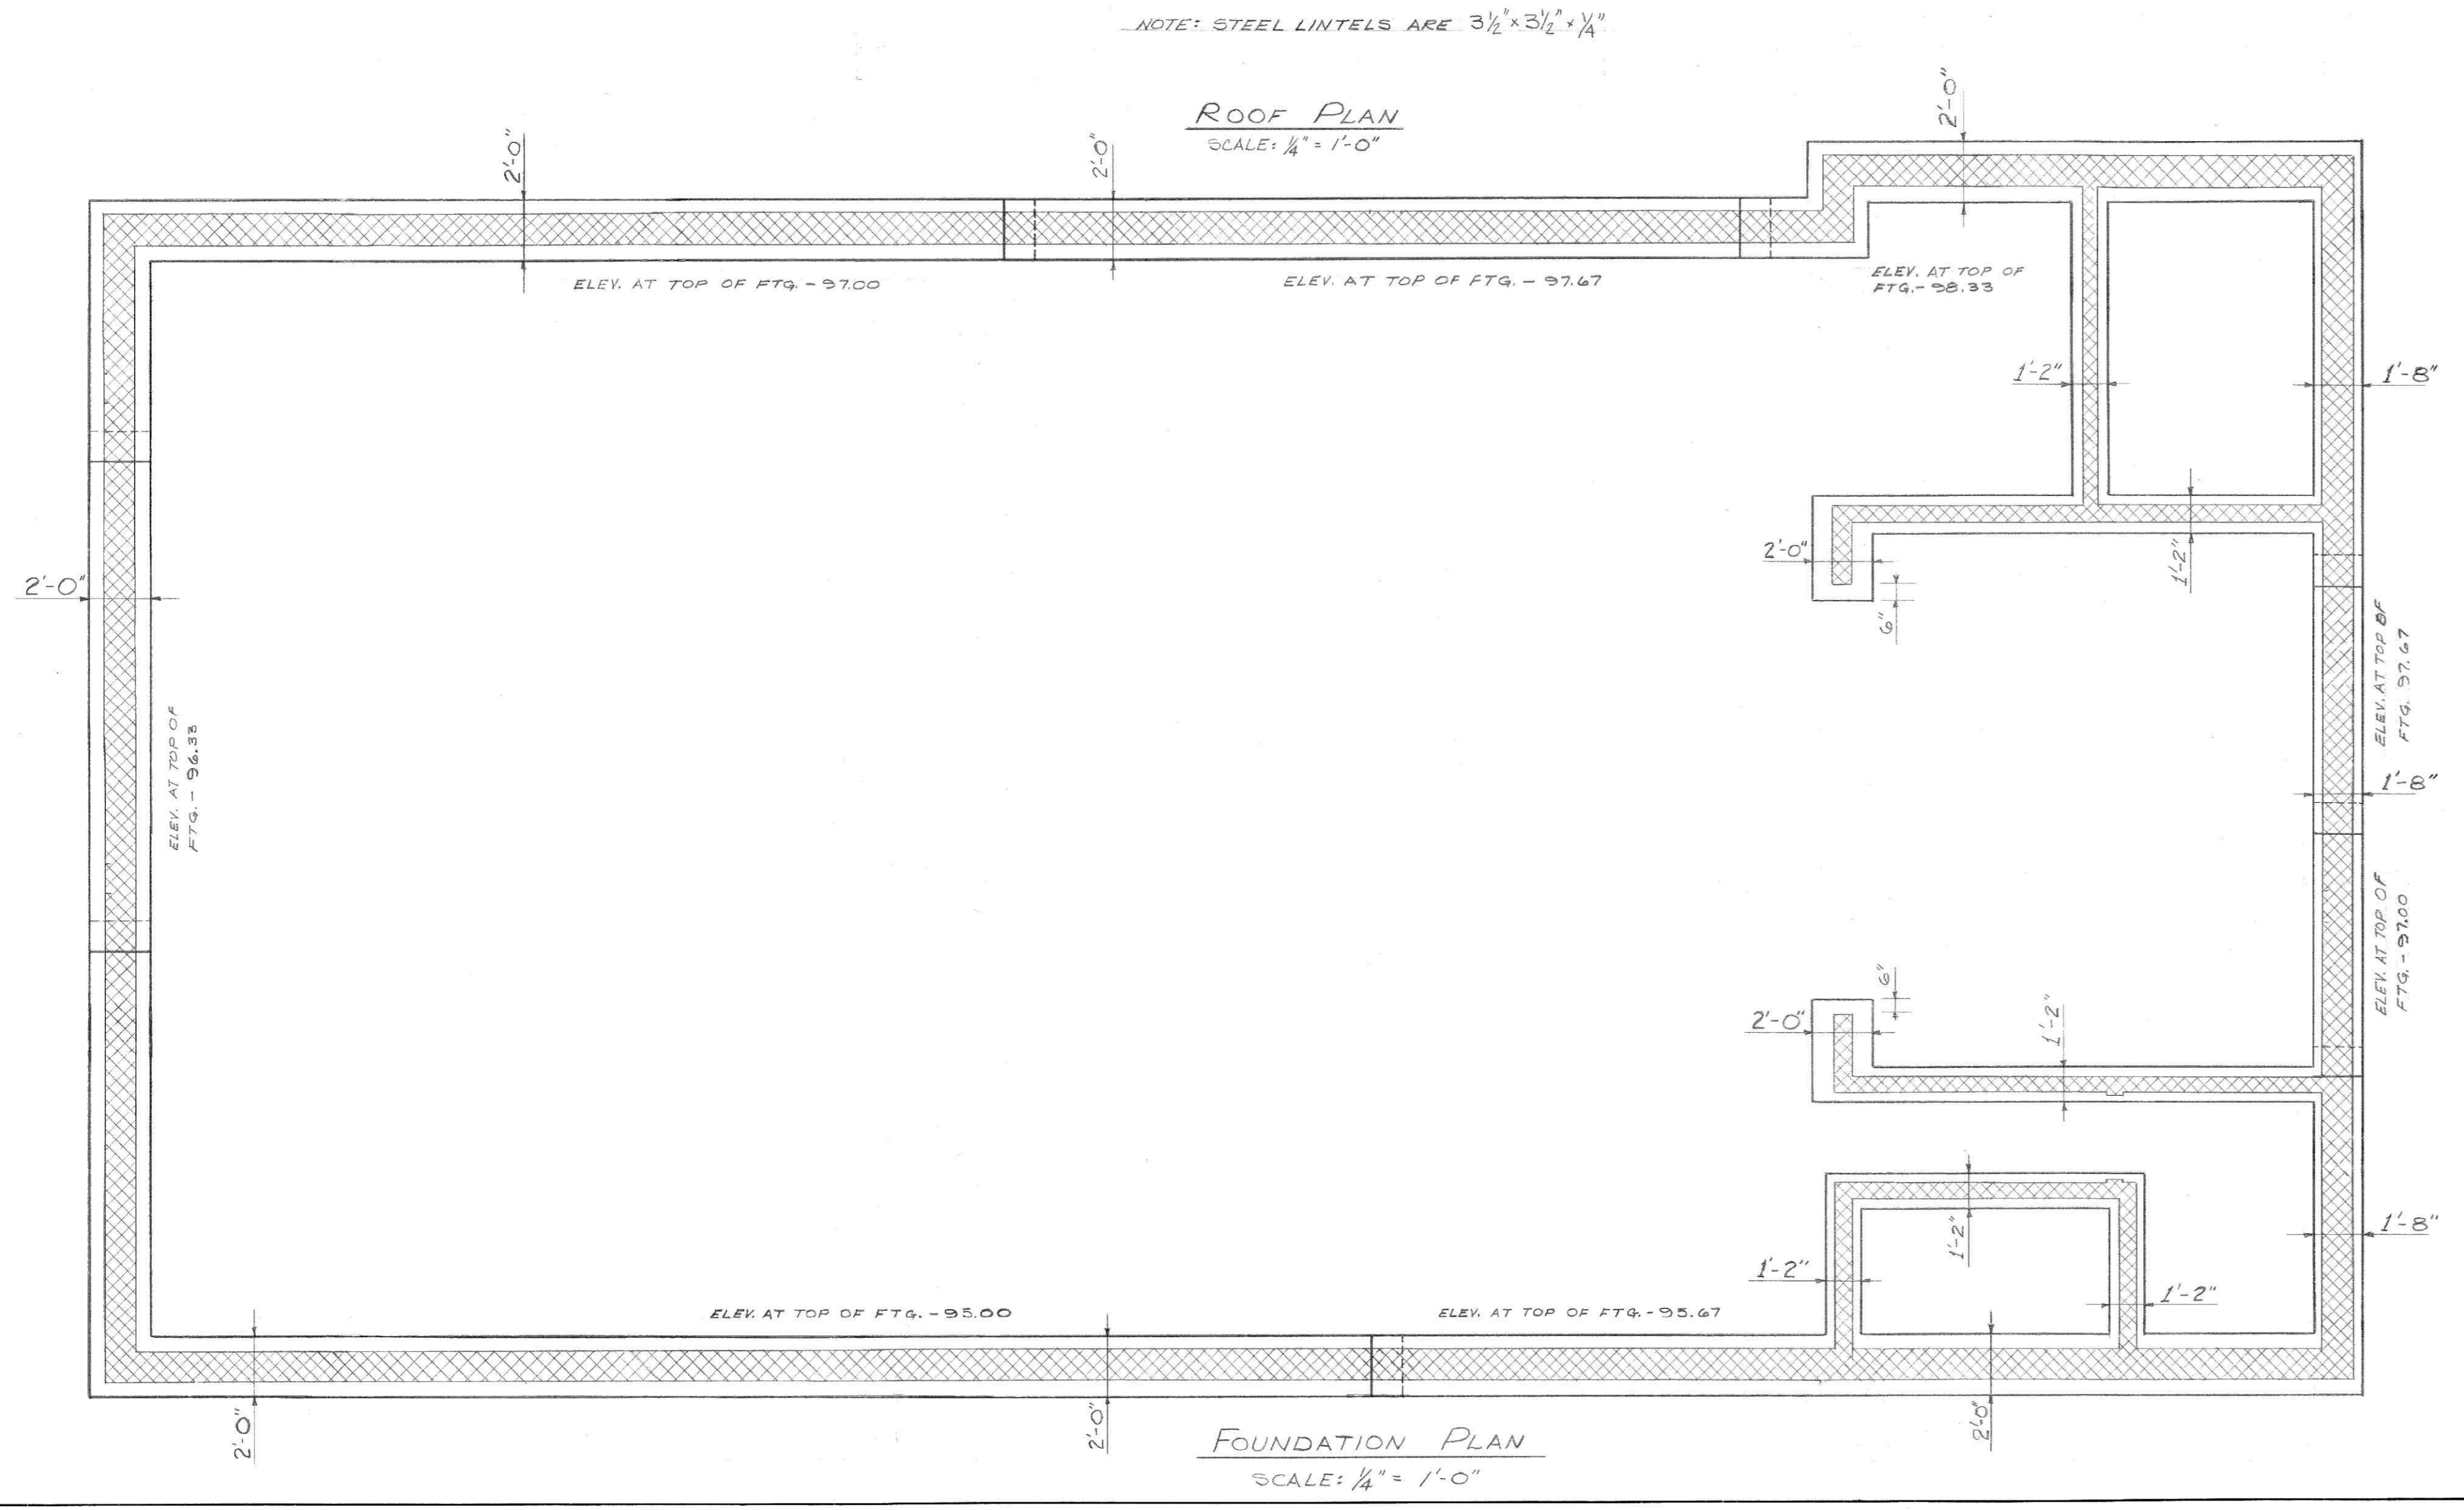 NOTE: STEEL LINTELS ARE 3½" x 3½" x ¼"
ROOF PLAN
SCALE: ¼" = 1'-0"
2'-0"
2'-0"
2'-0"
ELEV. AT TOP OF FTG. - 97.00
ELEV. AT TOP OF FTG. - 97.67
ELEV. AT TOP OF
FTG. - 98.33
1'-2"
1'-8"
2'-0"
1'-2"
6"
2'-0"
ELEV. AT TOP OF
FTG. 97.67
ELEV. AT TOP OF
FTG. - 96.33
1'-8"
ELEV. AT TOP OF
FTG. - 97.00
6"
2'-0"
1'-2"
1'-2"
1'-8"
1'-2"
1'-2"
ELEV. AT TOP OF FTG. - 95.00
ELEV. AT TOP OF FTG. - 95.67
2'-0"
2'-0"
2'-0"
FOUNDATION PLAN
SCALE: ¼" = 1'-0"